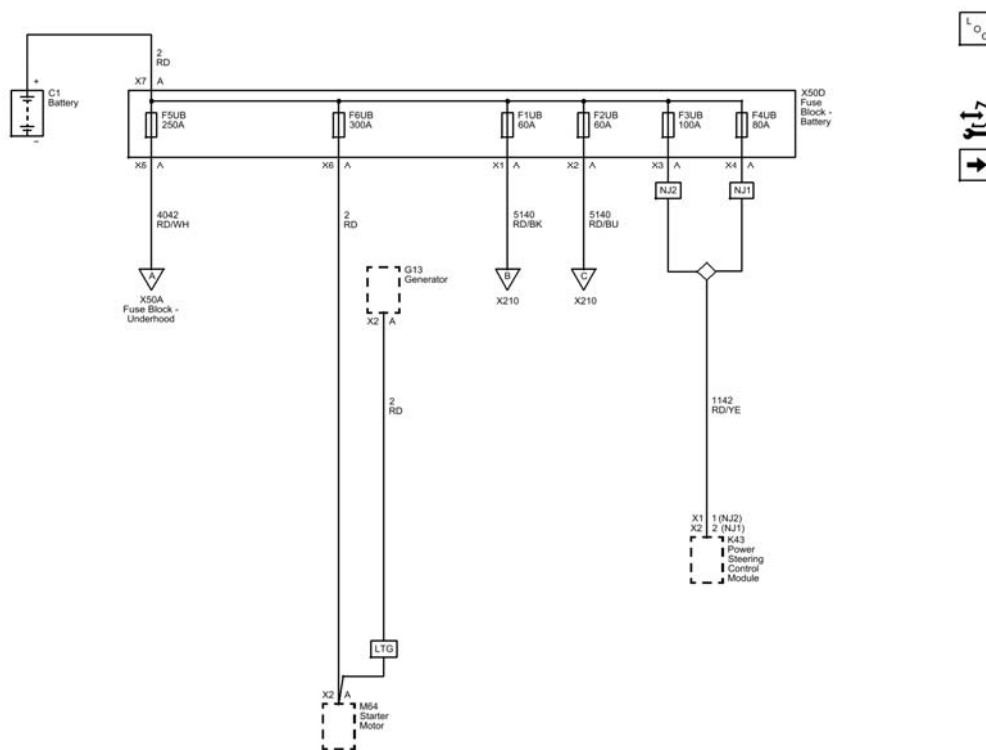 L
O
C
2
RD
X7 A
+
C1
Battery
−
X50D
Fuse
Block -
Battery
F5UB
250A
F6UB
300A
F1UB
60A
F2UB
60A
F3UB
100A
F4UB
80A
X5 A
X6 A
X1 A
X2 A
X3 A
X4 A
NJ2
NJ1
4042
RD/WH
2
RD
5140
RD/BK
5140
RD/BU
A
X50A
Fuse Block -
Underhood
G13
Generator
B
X210
C
X210
X2 A
2
RD
1142
RD/YE
X1 1 (NJ2)
X2 2 (NJ1)
K43
Power
Steering
Control
Module
LTG
X2 A
M64
Starter
Motor